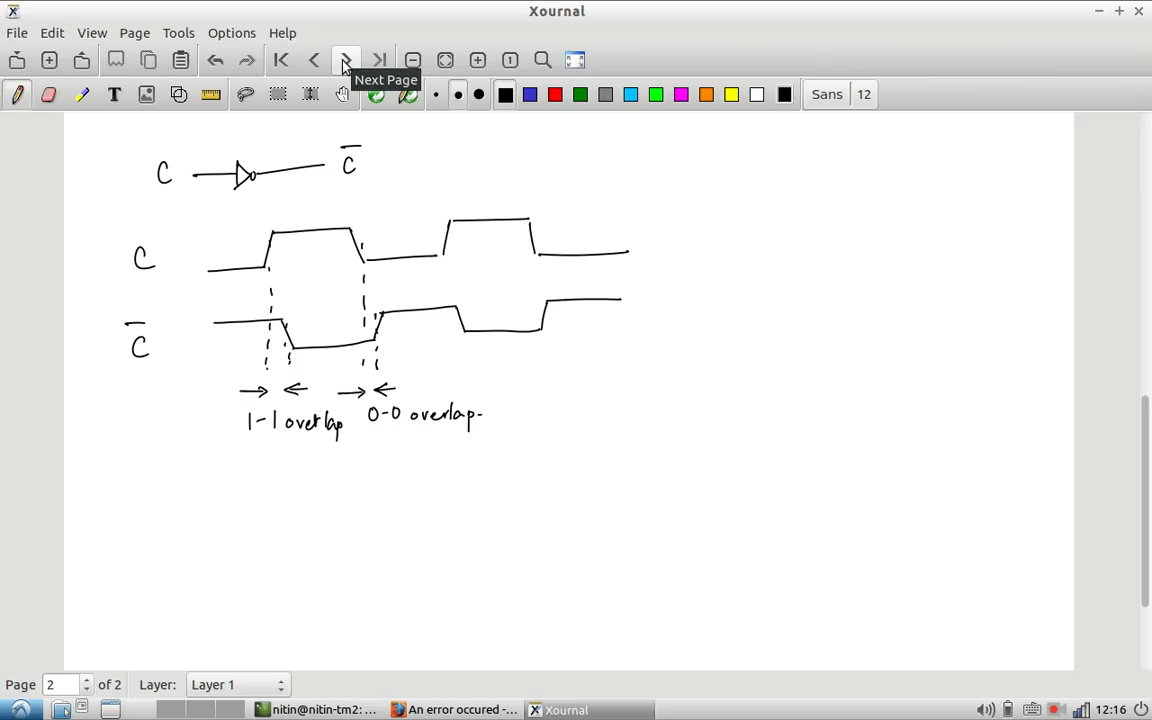 Xournal
File Edit View Page Tools Options Help
Next Page
Sans 12
C C̅
C
C̅
1-1 overlap 0-0 overlap.
Page 2 of 2 Layer: Layer 1
nitin@nitin-tm2: ... An error occured -... Xournal 12:16